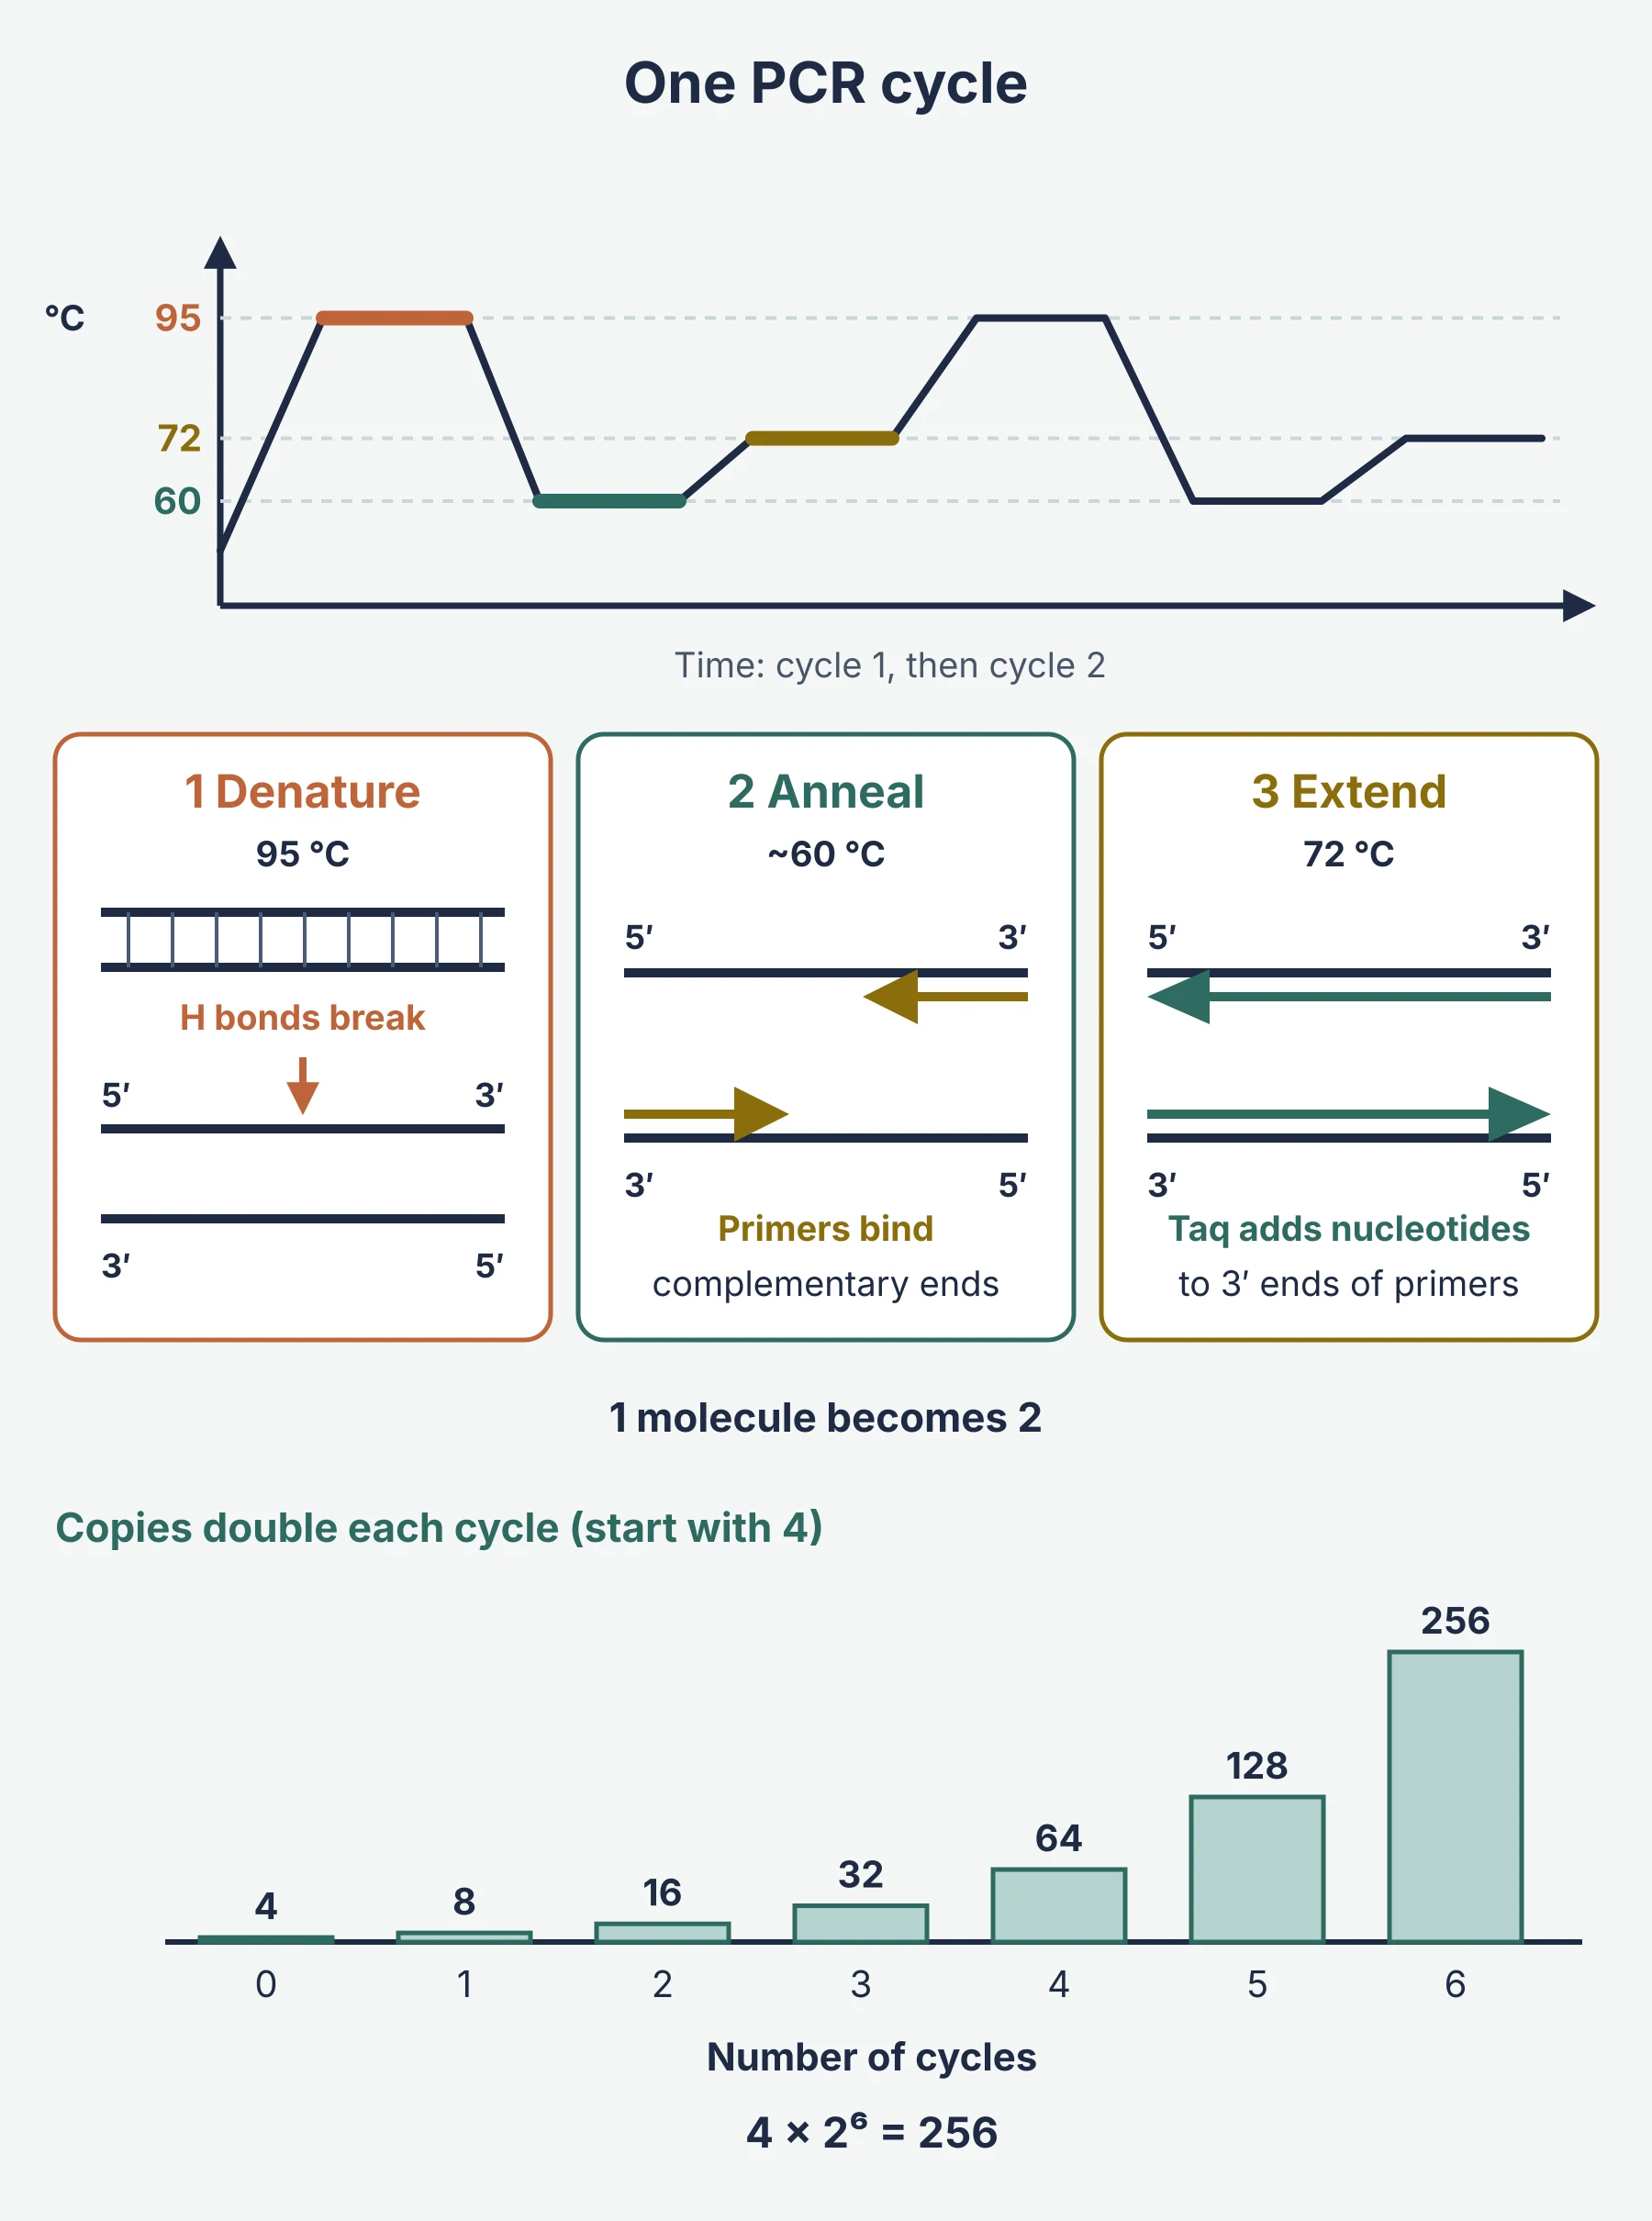 One PCR cycle
°C
95
72
60
Time: cycle 1, then cycle 2
1 Denature
95 °C
H bonds break
5′ 3′
3′ 5′
2 Anneal
~60 °C
5′ 3′
3′ 5′
Primers bind
complementary ends
3 Extend
72 °C
5′ 3′
3′ 5′
Taq adds nucleotides
to 3′ ends of primers
1 molecule becomes 2
Copies double each cycle (start with 4)
4 8 16 32 64 128 256
0 1 2 3 4 5 6
Number of cycles
4 × 2⁶ = 256